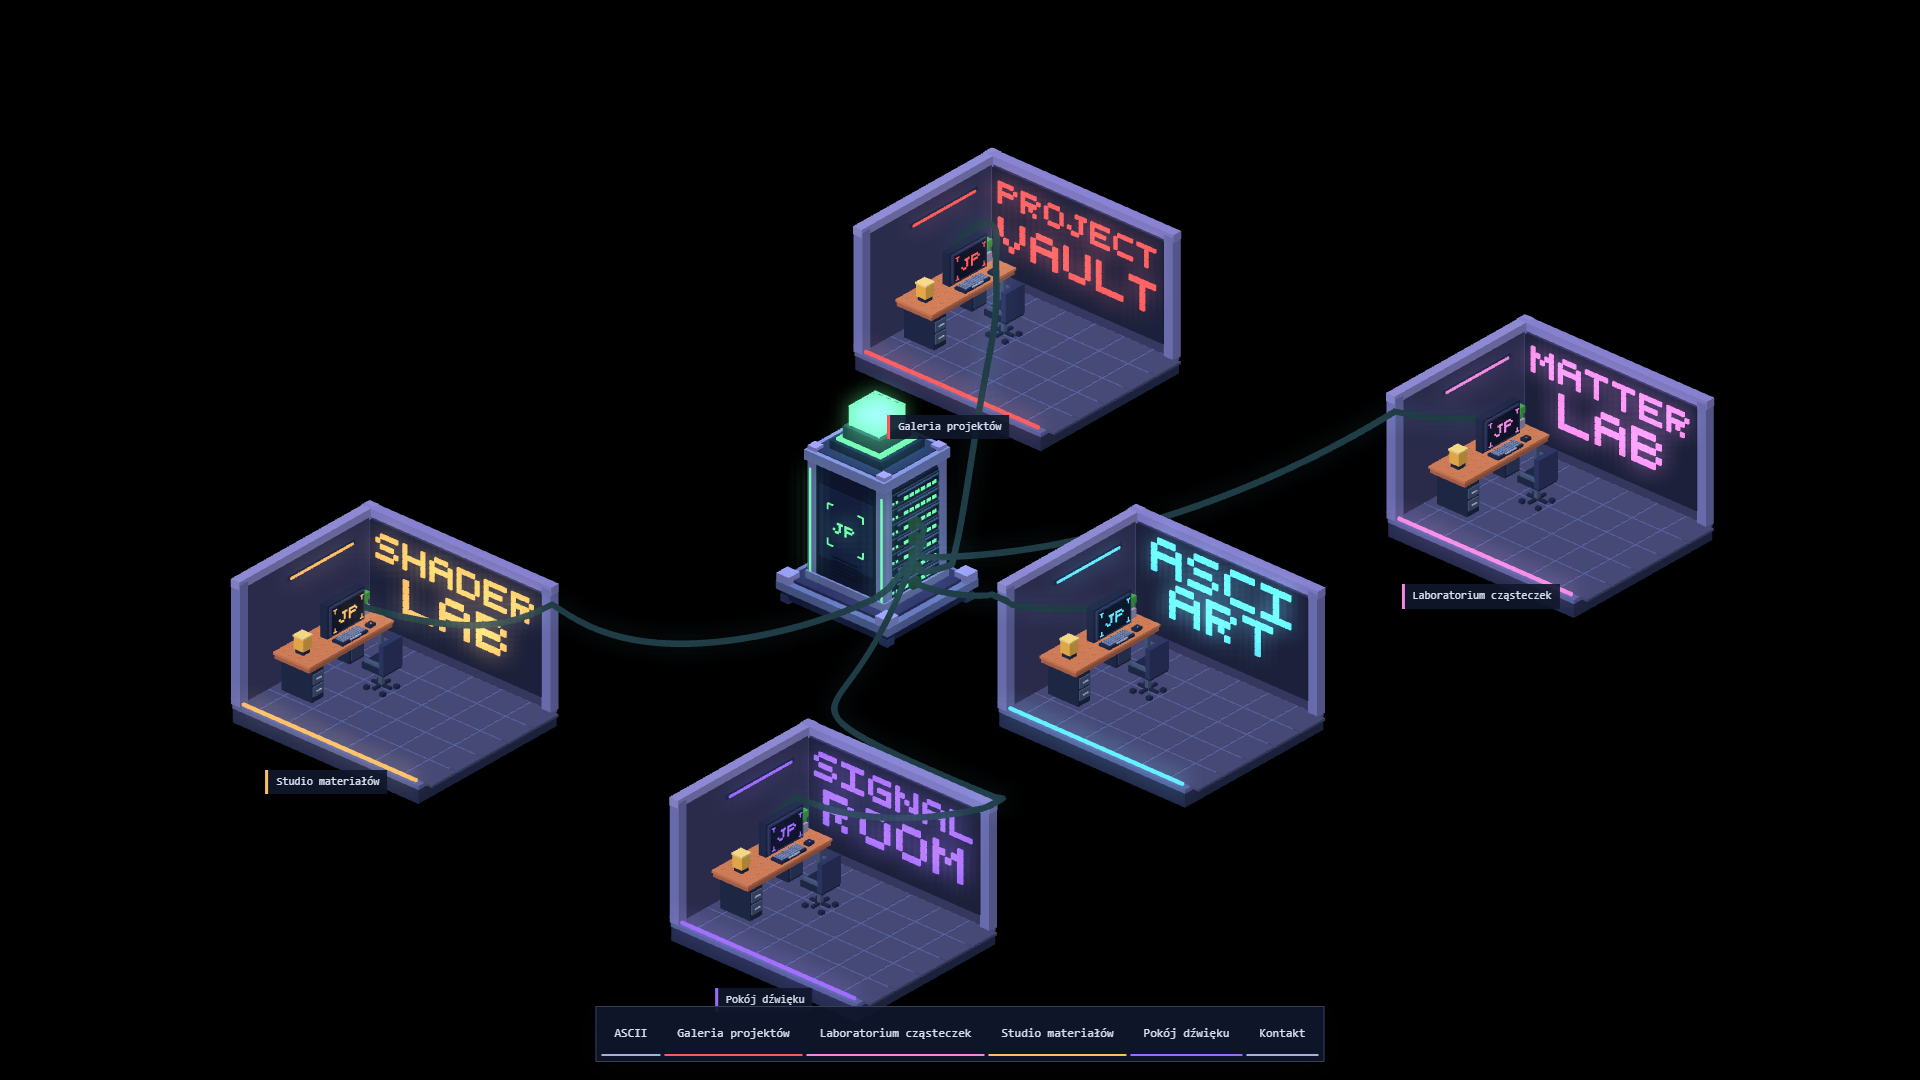 PROJECT
VAULT
JP
Galeria projektów
MATTER
LAB
JP
Laboratorium cząsteczek
JP
SHADER
LAB
JP
Studio materiałów
ASCI
ART
JP
SIGNAL
ROOM
JP
Pokój dźwięku
ASCII
Galeria projektów
Laboratorium cząsteczek
Studio materiałów
Pokój dźwięku
Kontakt